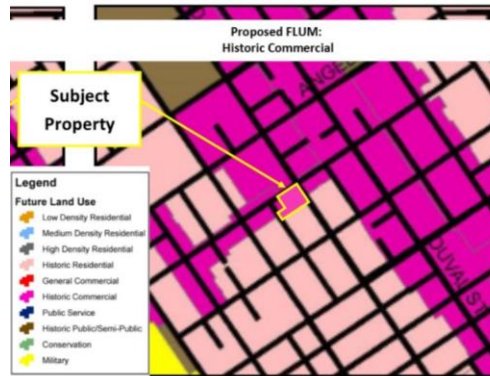 Proposed FLUM:
Historic Commercial
Subject
Property
ANGEL
DUVAL ST
Legend
Future Land Use
Low Density Residential
Medium Density Residential
High Density Residential
Historic Residential
General Commercial
Historic Commercial
Public Service
Historic Public/Semi-Public
Conservation
Military